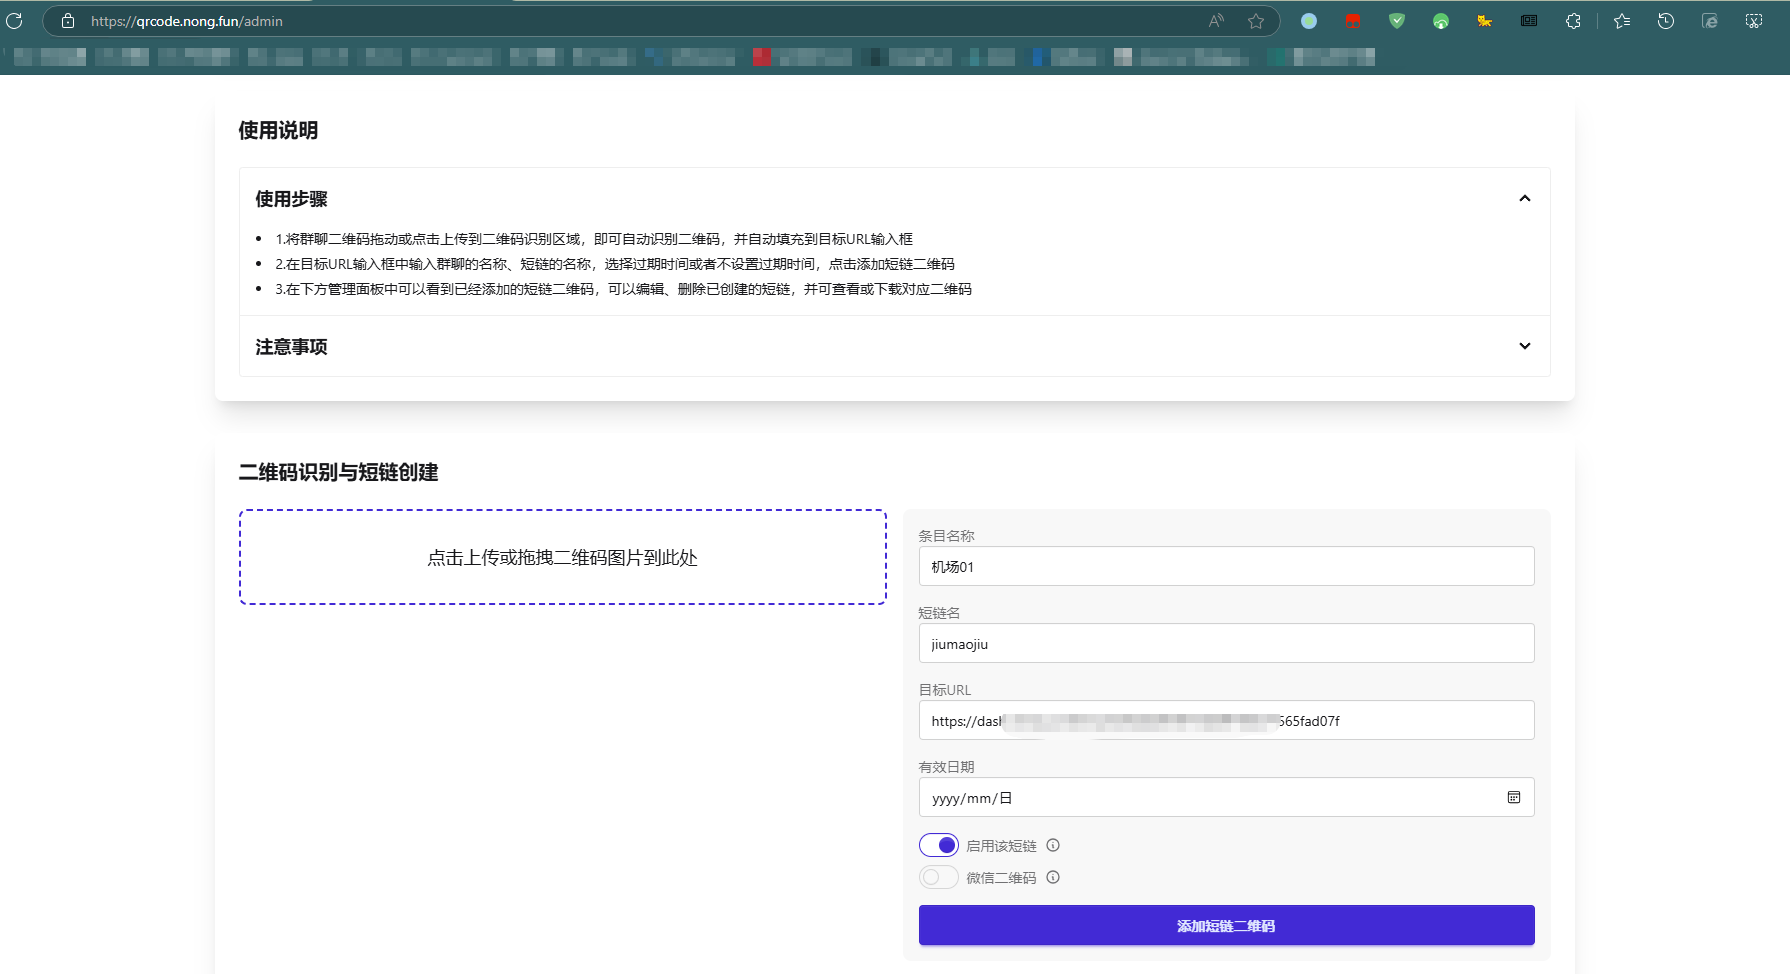 https://qrcode.nong.fun/admin
使用说明
使用步骤
1.将群聊二维码拖动或点击上传到二维码识别区域，即可自动识别二维码，并自动填充到目标URL输入框
2.在目标URL输入框中输入群聊的名称、短链的名称，选择过期时间或者不设置过期时间，点击添加短链二维码
3.在下方管理面板中可以看到已经添加的短链二维码，可以编辑、删除已创建的短链，并可查看或下载对应二维码
注意事项
二维码识别与短链创建
点击上传或拖拽二维码图片到此处
条目名称
机场01
短链名
jiumaojiu
目标URL
https://das 565fad07f
有效日期
yyyy/mm/日
启用该短链
微信二维码
添加短链二维码